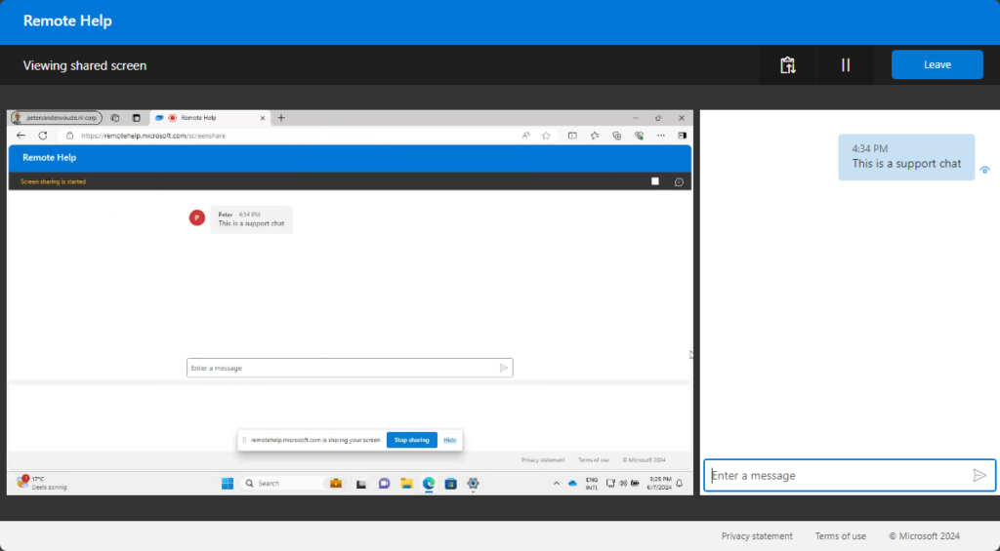 Remote Help
Viewing shared screen
Leave
peter.anderwoude.nl corp
Remote Help
https://remotehelp.microsoft.com/screenshare
Remote Help
Screen sharing is started
P
Peter 4:34 PM
This is a support chat
Enter a message
remotehelp.microsoft.com is sharing your screen.
Stop sharing
Hide
Privacy statement
Terms of use
© Microsoft 2024
17°C
Deels zonnig
Search
ENG
INTL
3:25 PM
6/7/2024
4:34 PM
This is a support chat
Enter a message
Privacy statement
Terms of use
© Microsoft 2024